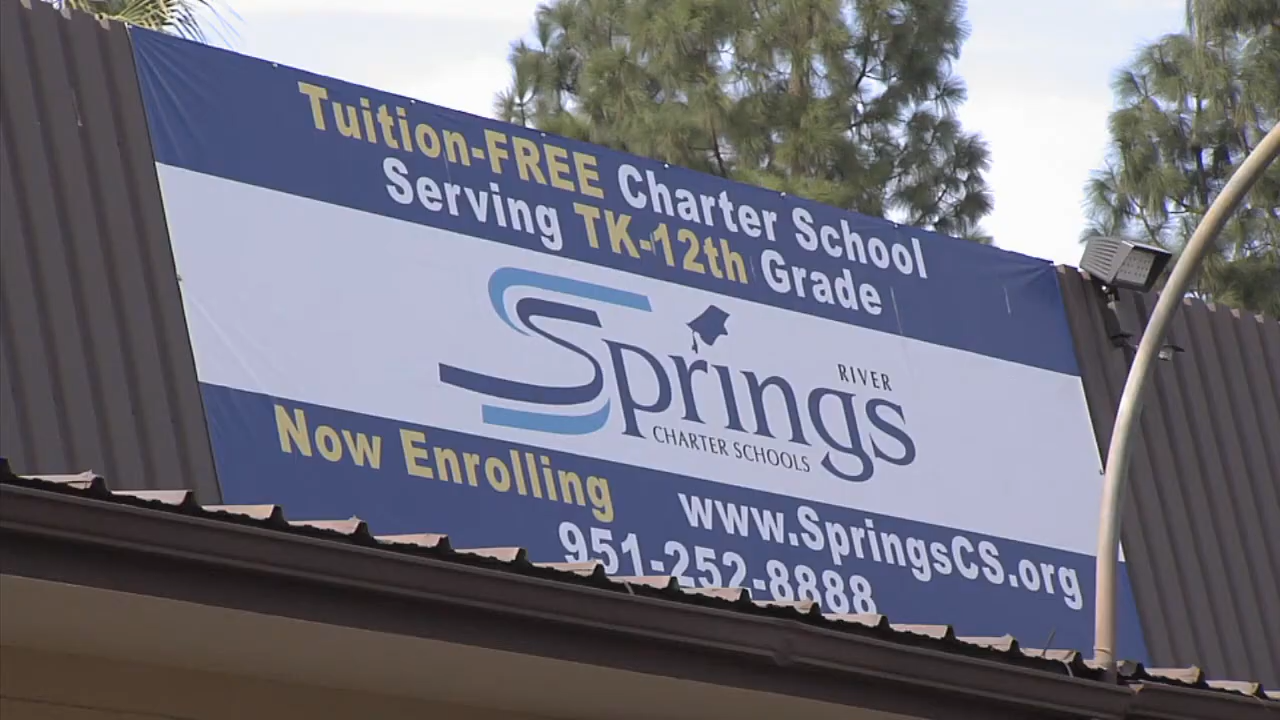 Tuition-FREE Charter School
Serving TK-12th Grade
RIVER
Springs
CHARTER SCHOOLS
Now Enrolling
www.SpringsCS.org
951-252-8888